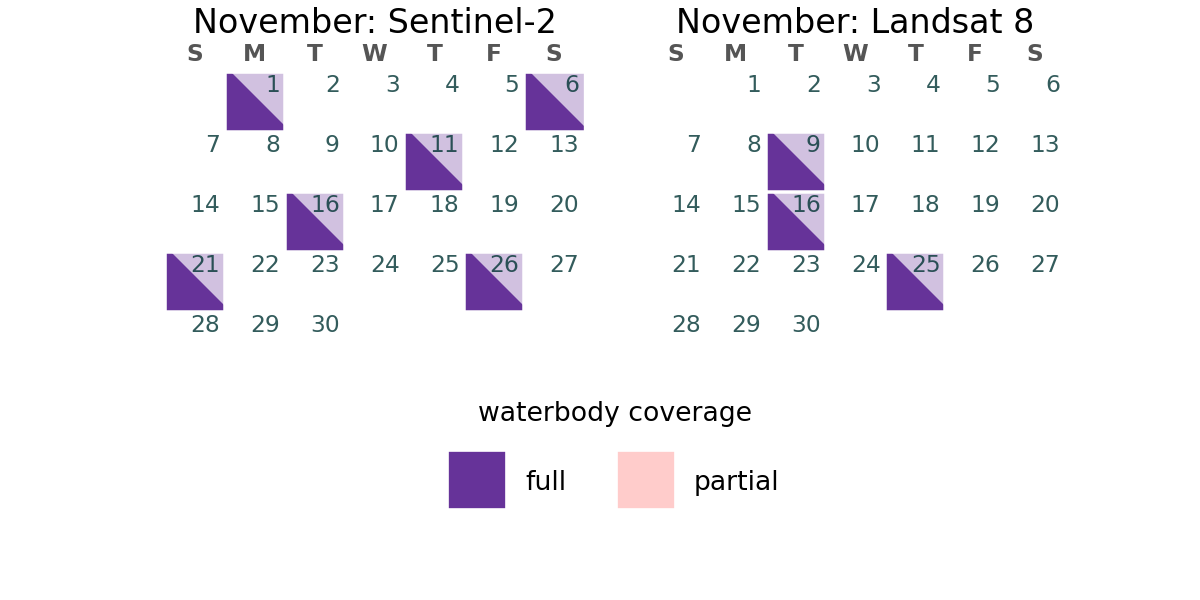 November: Sentinel-2
S M T W T F S
1 2 3 4 5 6
7 8 9 10 11 12 13
14 15 16 17 18 19 20
21 22 23 24 25 26 27
28 29 30
November: Landsat 8
S M T W T F S
1 2 3 4 5 6
7 8 9 10 11 12 13
14 15 16 17 18 19 20
21 22 23 24 25 26 27
28 29 30
waterbody coverage
full partial